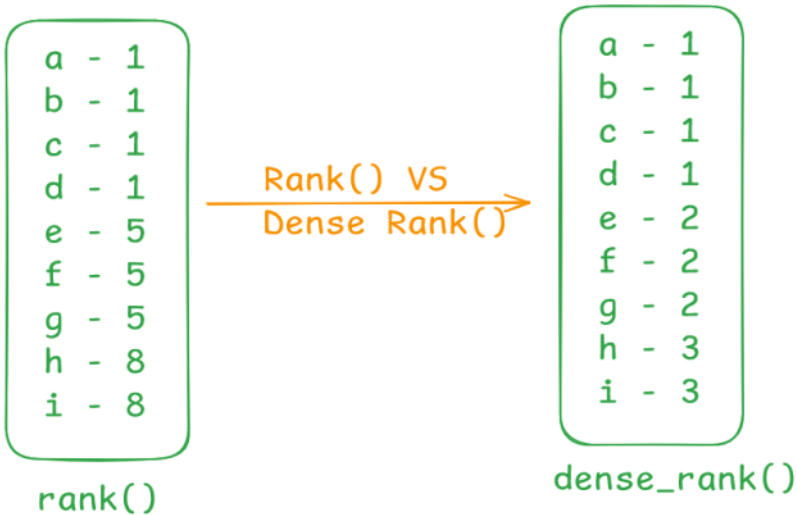 a - 1
b - 1
c - 1
d - 1
e - 5
f - 5
g - 5
h - 8
i - 8
rank()
Rank() VS
Dense Rank()
a - 1
b - 1
c - 1
d - 1
e - 2
f - 2
g - 2
h - 3
i - 3
dense_rank()